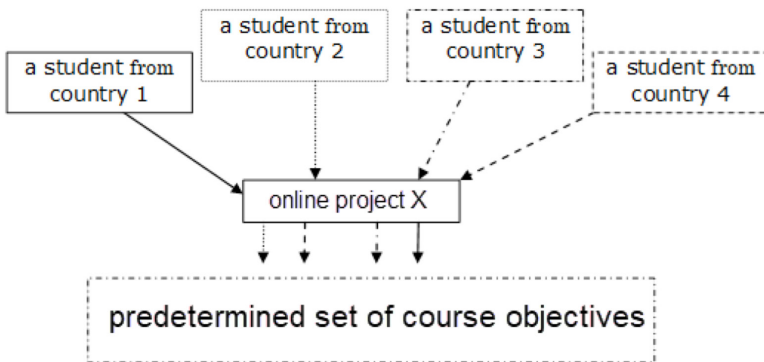 a student from
country 1
a student from
country 2
a student from
country 3
a student from
country 4
online project X
predetermined set of course objectives